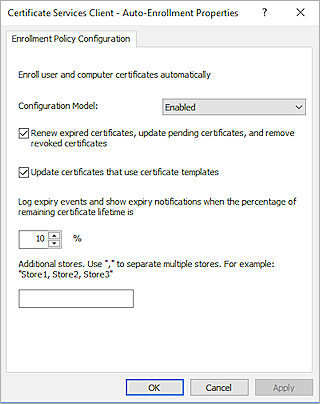 Certificate Services Client - Auto-Enrollment Properties
Enrollment Policy Configuration
Enroll user and computer certificates automatically
Configuration Model: Enabled
Renew expired certificates, update pending certificates, and remove
revoked certificates
Update certificates that use certificate templates
Log expiry events and show expiry notifications when the percentage of
remaining certificate lifetime is
10 %
Additional stores. Use "," to separate multiple stores. For example:
"Store1, Store2, Store3"
OK Cancel Apply